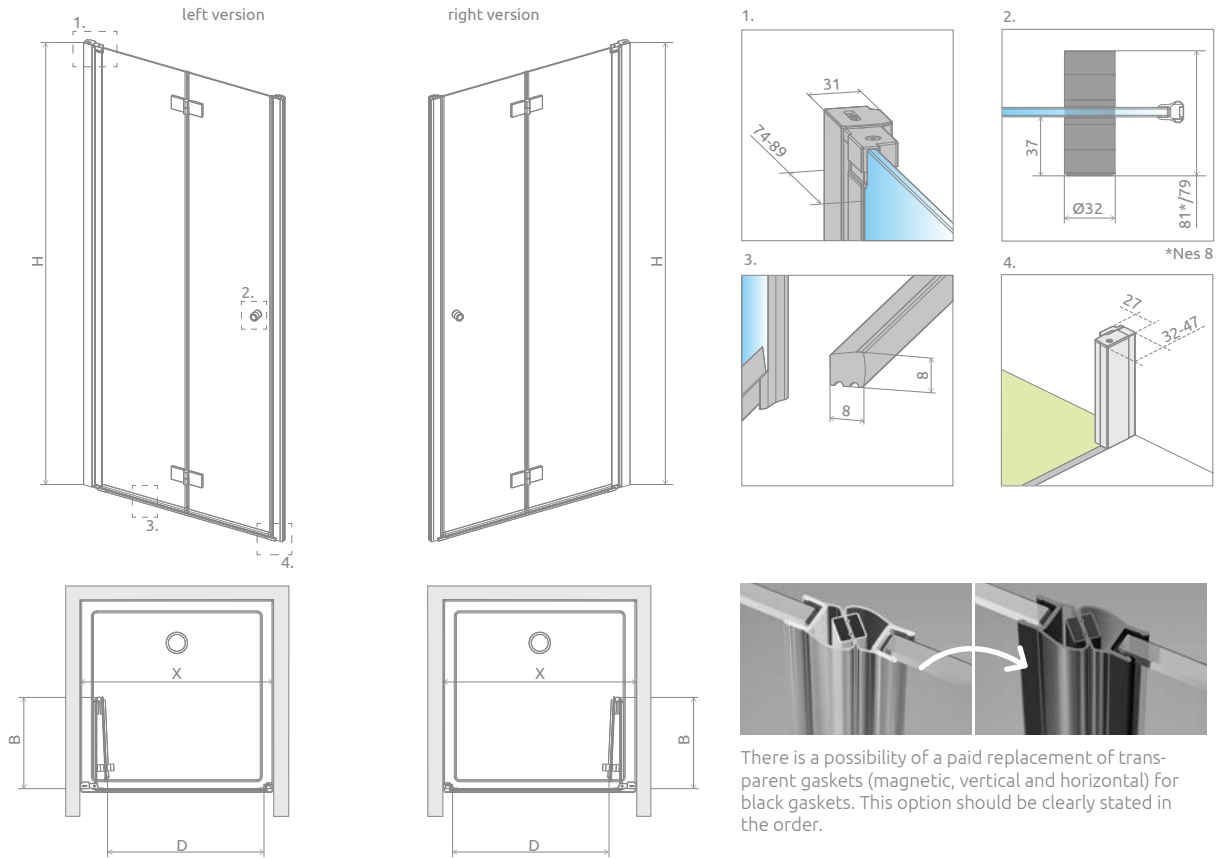 left version
right version
1.
H
2.
3.
4.
H
1.
31
74-89
2.
37
Ø32
81*/79
*Nes 8
3.
8
8
4.
27
32-47
X
B
D
X
B
D
There is a possibility of a paid replacement of trans-
parent gaskets (magnetic, vertical and horizontal) for
black gaskets. This option should be clearly stated in
the order.